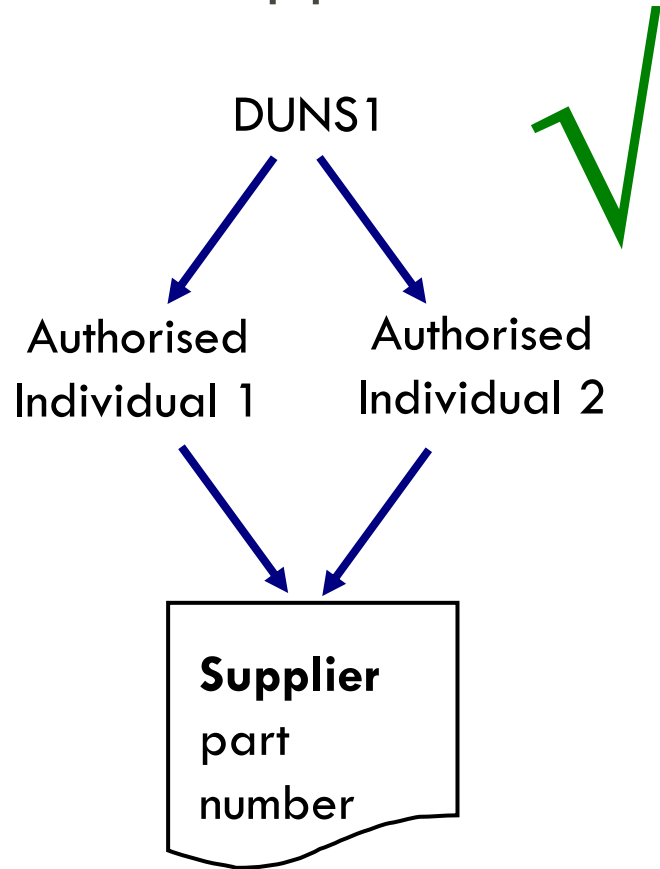 DUNS1
Authorised
Individual 1
Authorised
Individual 2
Supplier
part
number